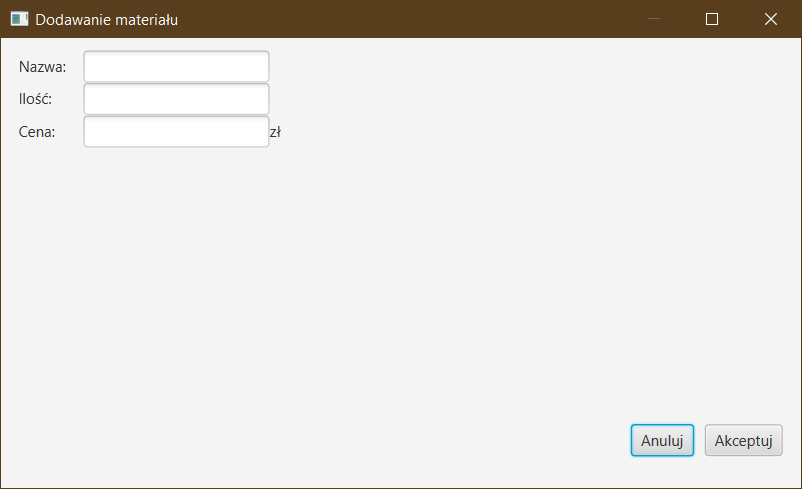 Dodawanie materiału
Nazwa:
Ilość:
Cena: zł
Anuluj Akceptuj